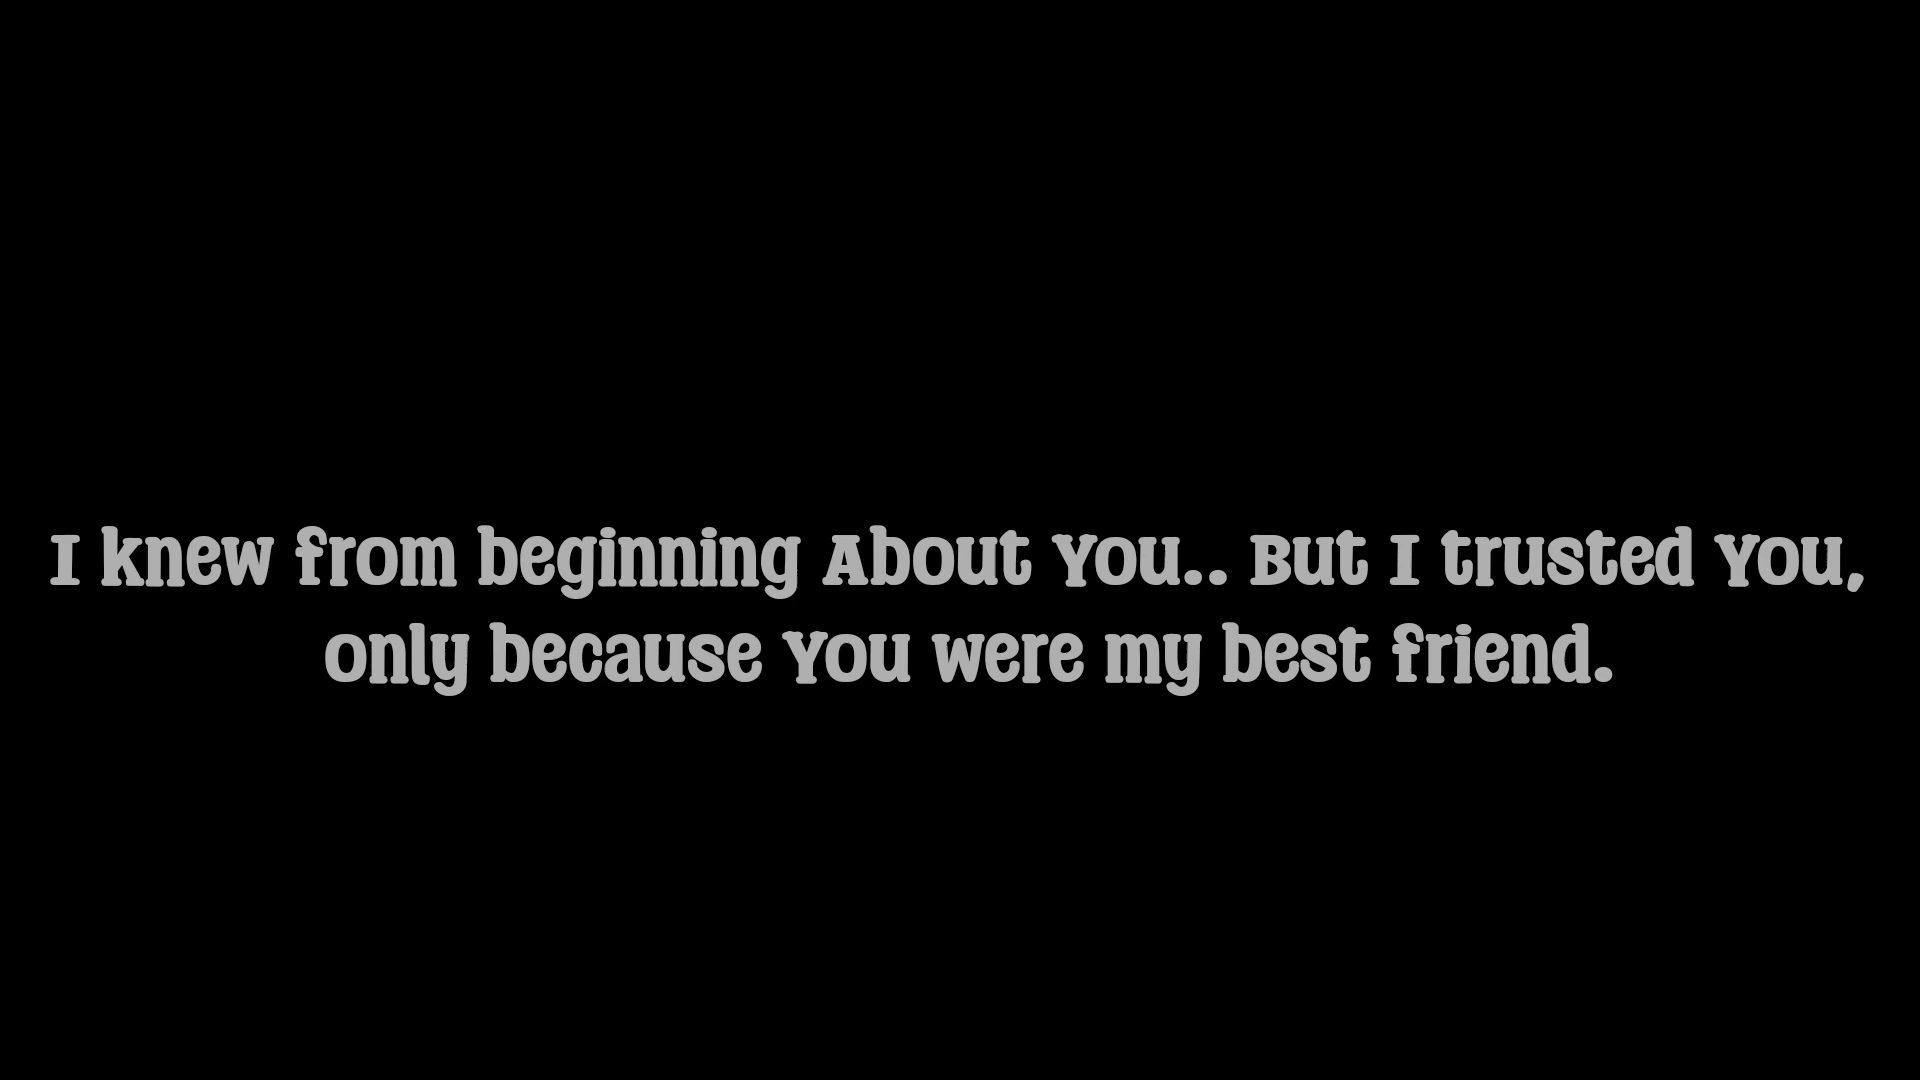 I knew from beginning About You.. But I trusted You,
only because You were my best friend.